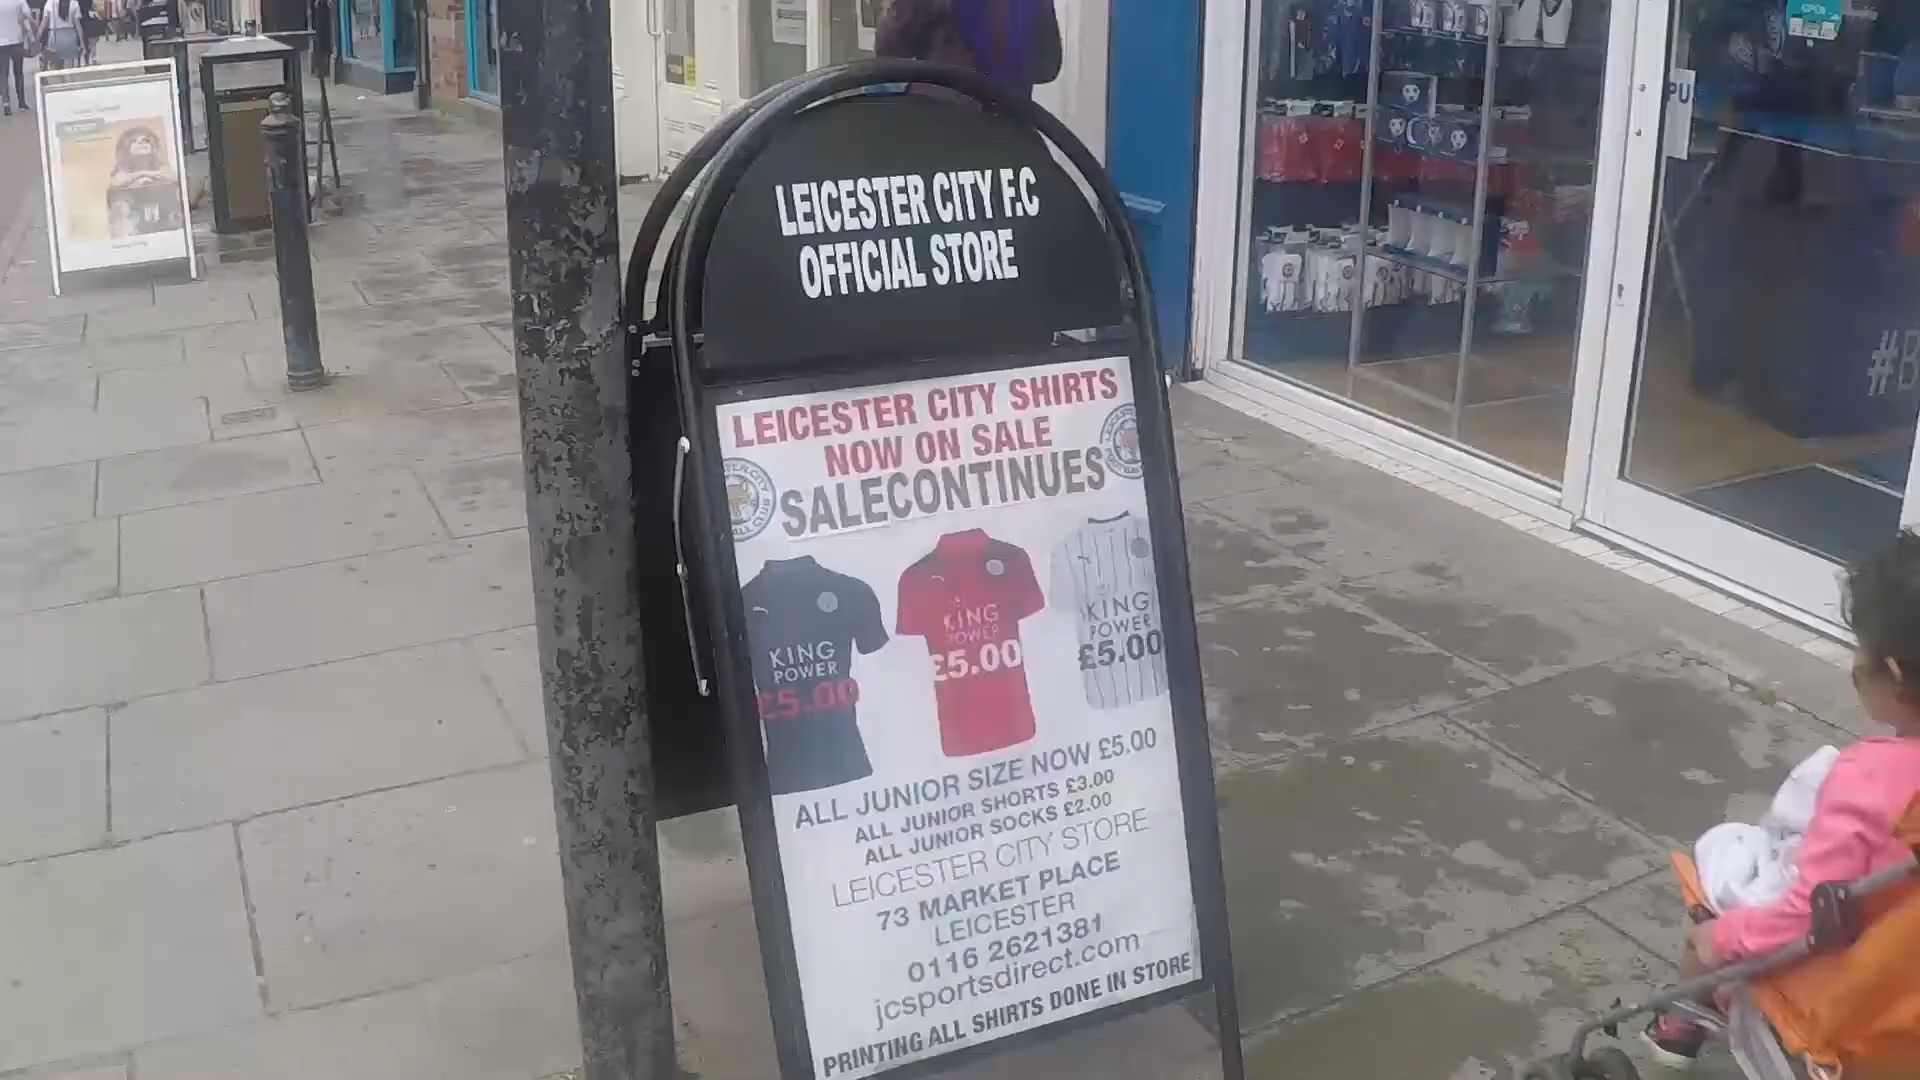 LEICESTER CITY F.C
OFFICIAL STORE
LEICESTER CITY SHIRTS
NOW ON SALE
SALECONTINUES
KING
POWER
£5.00
KING
POWER
£5.00
KING
POWER
£5.00
ALL JUNIOR SIZE NOW £5.00
ALL JUNIOR SHORTS £3.00
ALL JUNIOR SOCKS £2.00
LEICESTER CITY STORE
73 MARKET PLACE
LEICESTER
0116 2621381
jcsportsdirect.com
PRINTING ALL SHIRTS DONE IN STORE
PU
#B